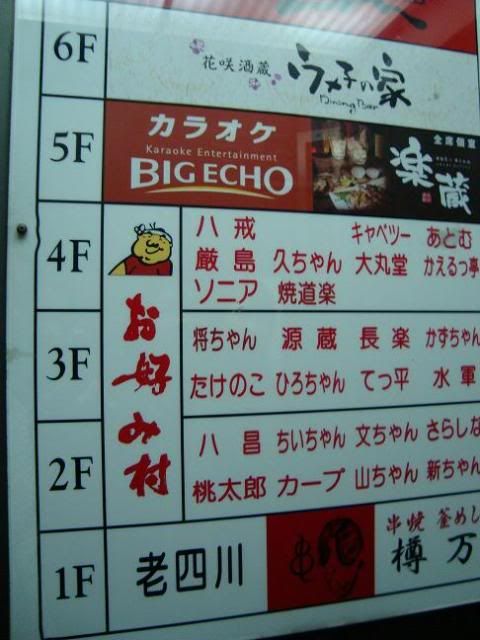 6F
花咲酒蔵 ウメ子の家
Dining Bar
5F
カラオケ
Karaoke Entertainment
BIG ECHO
全席個室
楽蔵
4F
八戒 キャベツー あとむ
厳島 久ちゃん 大丸堂 かえるっ亭
ソニア 焼道楽
お好み村
3F
将ちゃん 源蔵 長楽 かずちゃん
たけのこ ひろちゃん てっ平 水軍
2F
八昌 ちいちゃん 文ちゃん さらしな
桃太郎 カープ 山ちゃん 新ちゃん
1F
老四川
串焼 釜めし
樽万